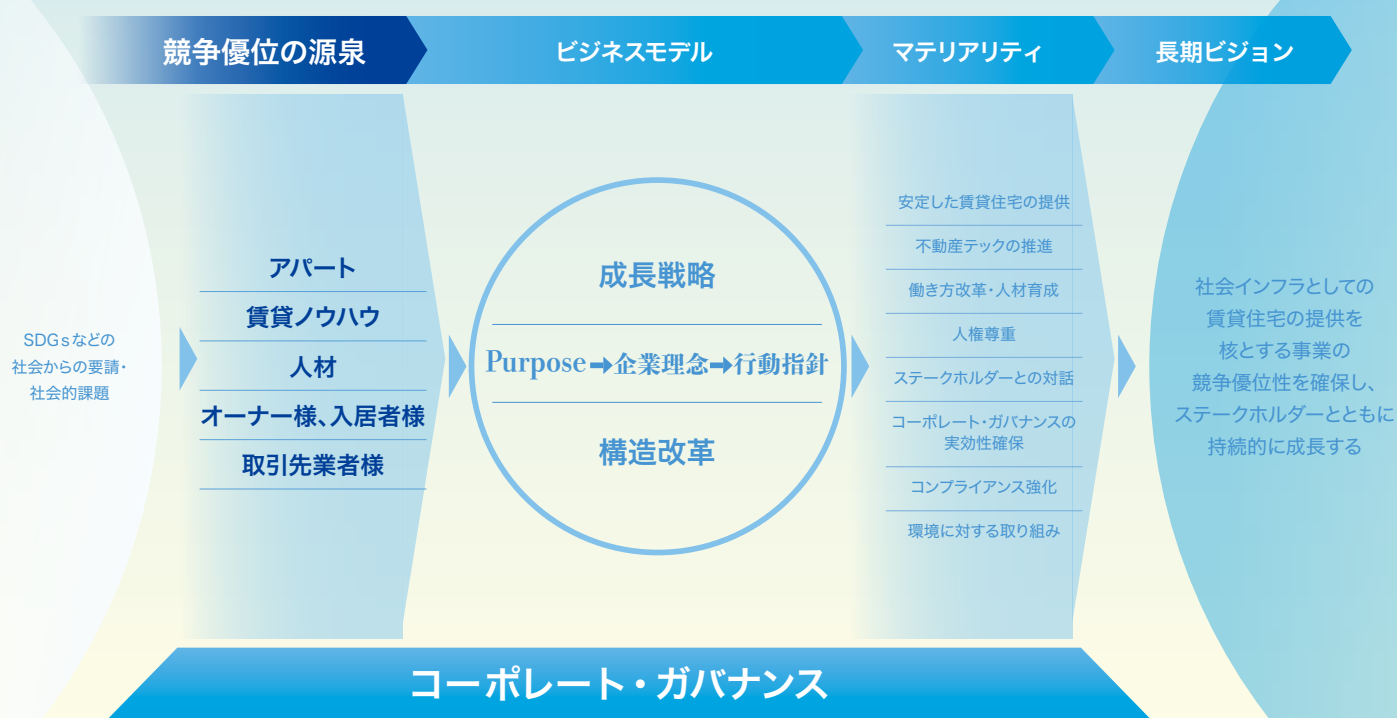 競争優位の源泉
ビジネスモデル
マテリアリティ
長期ビジョン
SDGsなどの
社会からの要請・
社会的課題
アパート
賃貸ノウハウ
人材
オーナー様、入居者様
取引先業者様
成長戦略
Purpose➡企業理念➡行動指針
構造改革
安定した賃貸住宅の提供
不動産テックの推進
働き方改革・人材育成
人権尊重
ステークホルダーとの対話
コーポレート・ガバナンスの
実効性確保
コンプライアンス強化
環境に対する取り組み
社会インフラとしての
賃貸住宅の提供を
核とする事業の
競争優位性を確保し、
ステークホルダーとともに
持続的に成長する
コーポレート・ガバナンス